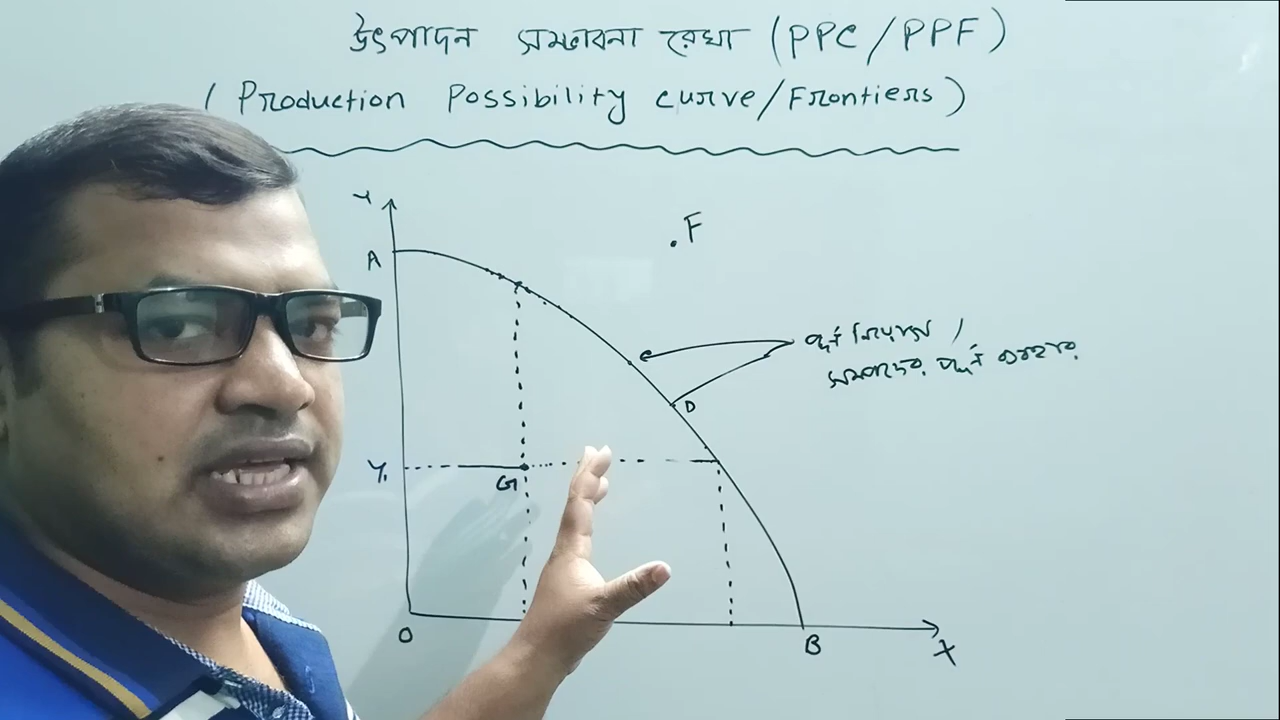 উৎপাদন সম্ভাবনা রেখা (PPC/PPF)
(Production Possibility curve/Frontiers)
Y
.F
A
C
পূর্ণ নিয়োগ /
D
সম্পদের পূর্ণ ব্যবহার
Y₁
G
O
B
X